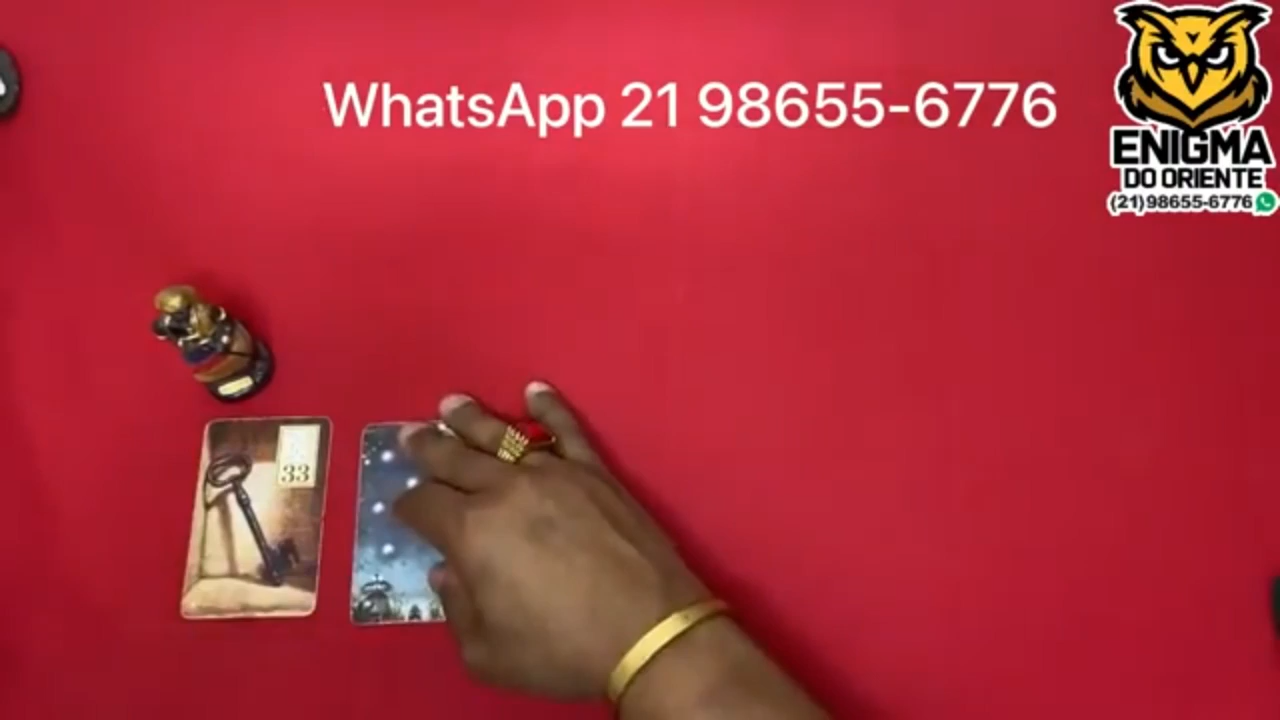 WhatsApp 21 98655-6776
ENIGMA
DO ORIENTE
(21)98655-6776
33